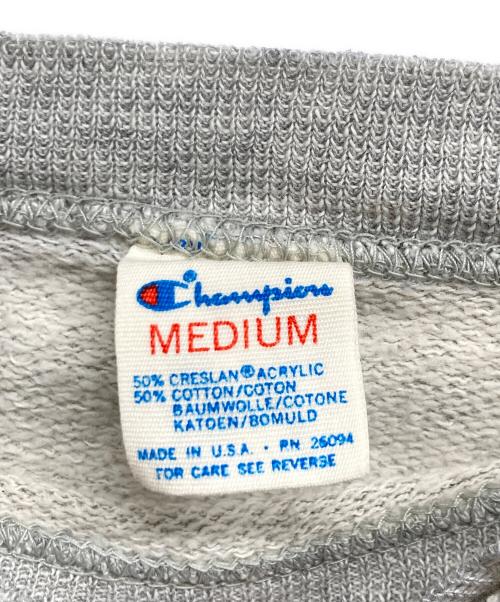 Champion
MEDIUM
50% CRESLAN® ACRYLIC
50% COTTON/COTON
BAUMWOLLE/COTONE
KATOEN/BOMULD
MADE IN U.S.A. · RN 26094
FOR CARE SEE REVERSE